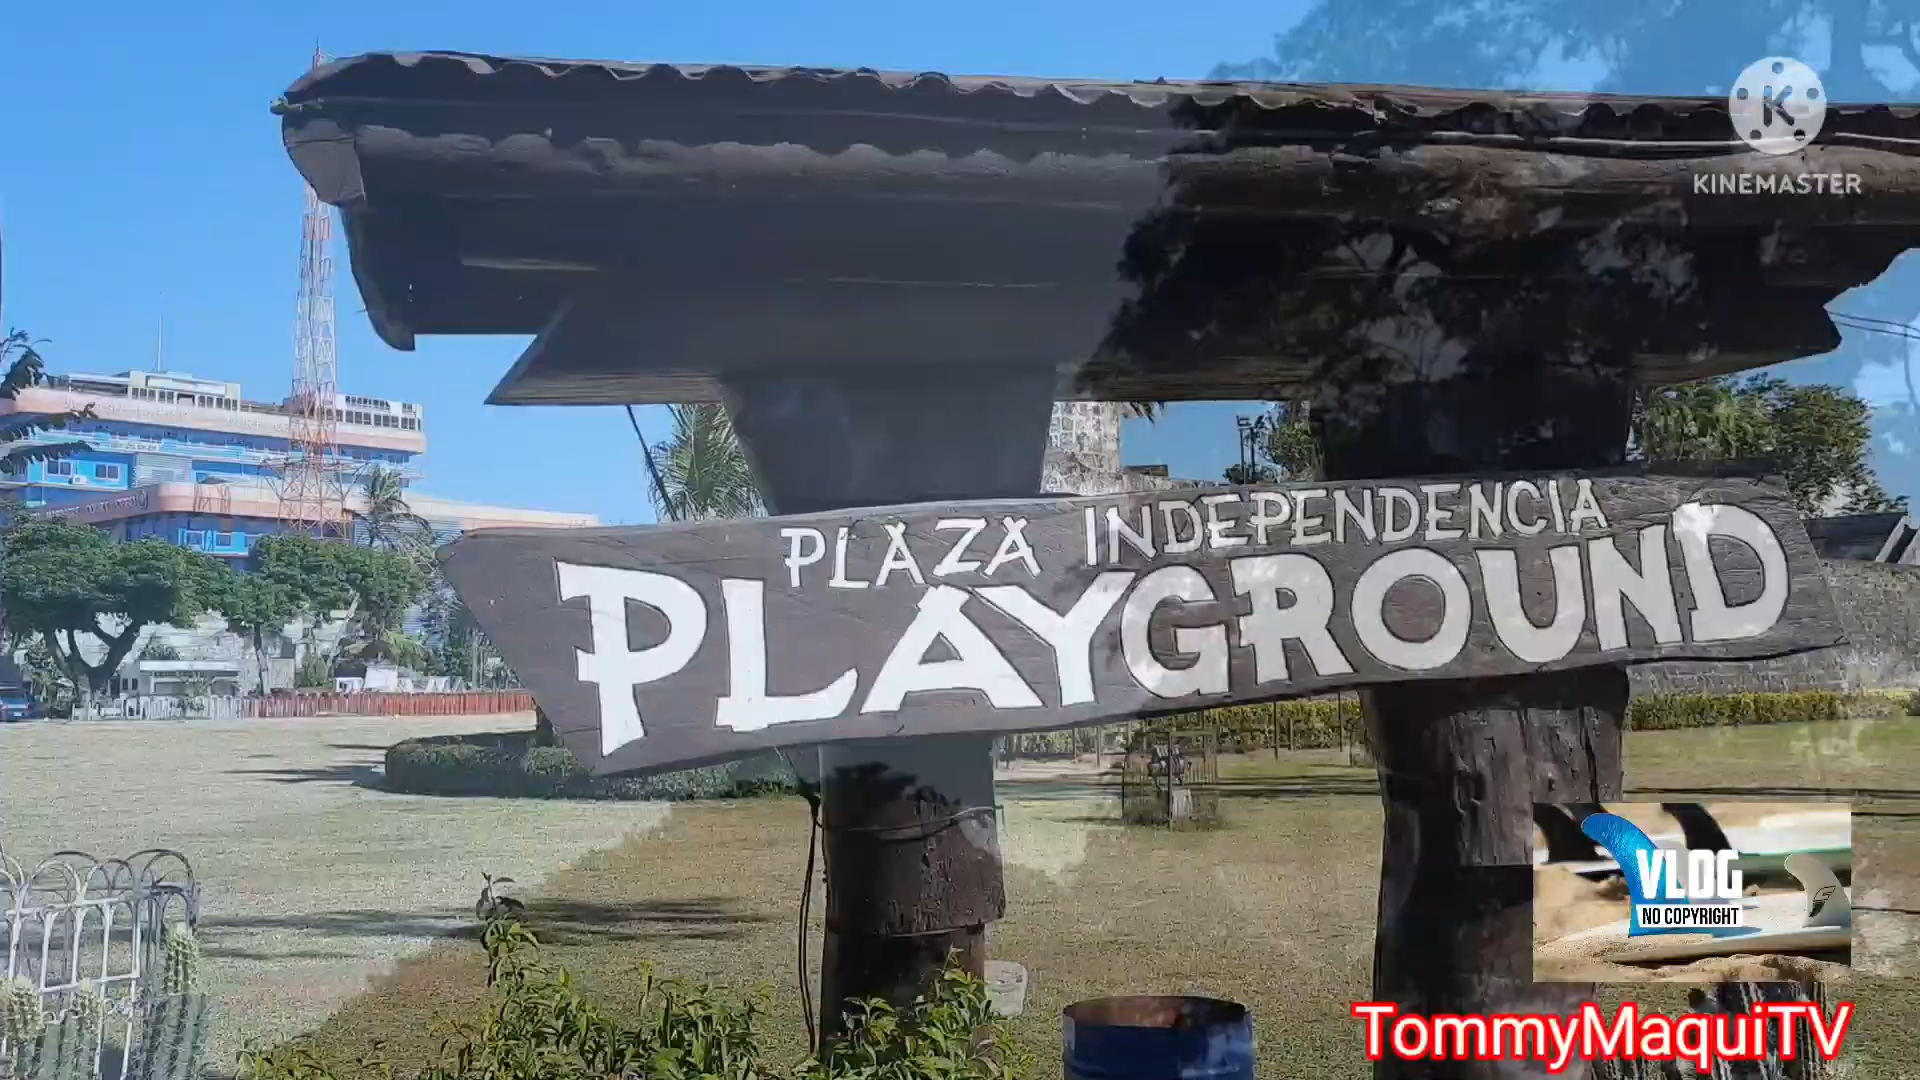 KINEMASTER
PLAZA INDEPENDENCIA
PLAYGROUND
VLOG
NO COPYRIGHT
TommyMaquiTV